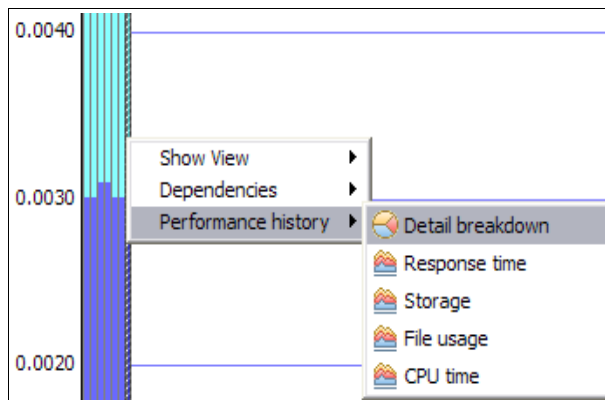 0.0040
Show View
Dependencies
0.0030
Performance history
Detail breakdown
Response time
Storage
File usage
0.0020
CPU time